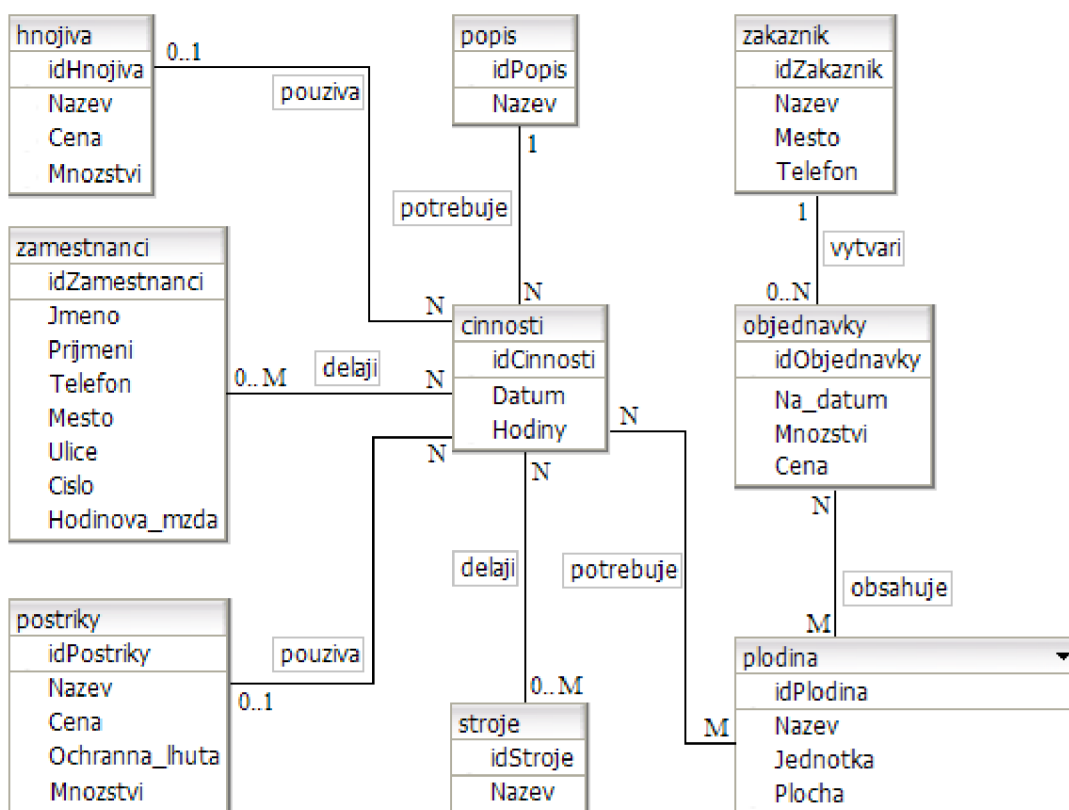 hnojiva
idHnojiva
Nazev
Cena
Mnozstvi
0..1
pouziva
popis
idPopis
Nazev
1
potrebuje
N
zakaznik
idZakaznik
Nazev
Mesto
Telefon
1
vytvari
0..N
zamestnanci
idZamestnanci
Jmeno
Prijmeni
Telefon
Mesto
Ulice
Cislo
Hodinova_mzda
0..M
delaji
N
N
cinnosti
idCinnosti
Datum
Hodiny
N
N
N
objednavky
idObjednavky
Na_datum
Mnozstvi
Cena
N
obsahuje
M
delaji
potrebuje
postriky
idPostriky
Nazev
Cena
Ochranna_lhuta
Mnozstvi
pouziva
0..1
0..M
stroje
idStroje
Nazev
M
plodina
idPlodina
Nazev
Jednotka
Plocha